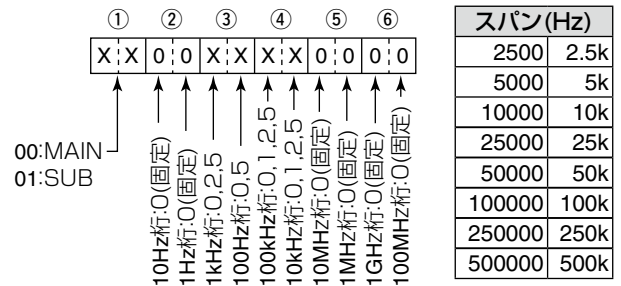 ① ② ③ ④ ⑤ ⑥
X X 0 0 X X X X 0 0 0 0
00:MAIN
01:SUB
10Hz桁:0(固定)
1Hz桁:0(固定)
1kHz桁:0,2,5
100Hz桁:0,5
100kHz桁:0,1,2,5
10kHz桁:0,1,2,5
10MHz桁:0(固定)
1MHz桁:0(固定)
1GHz桁:0(固定)
100MHz桁:0(固定)
スパン(Hz)
2500 2.5k
5000 5k
10000 10k
25000 25k
50000 50k
100000 100k
250000 250k
500000 500k